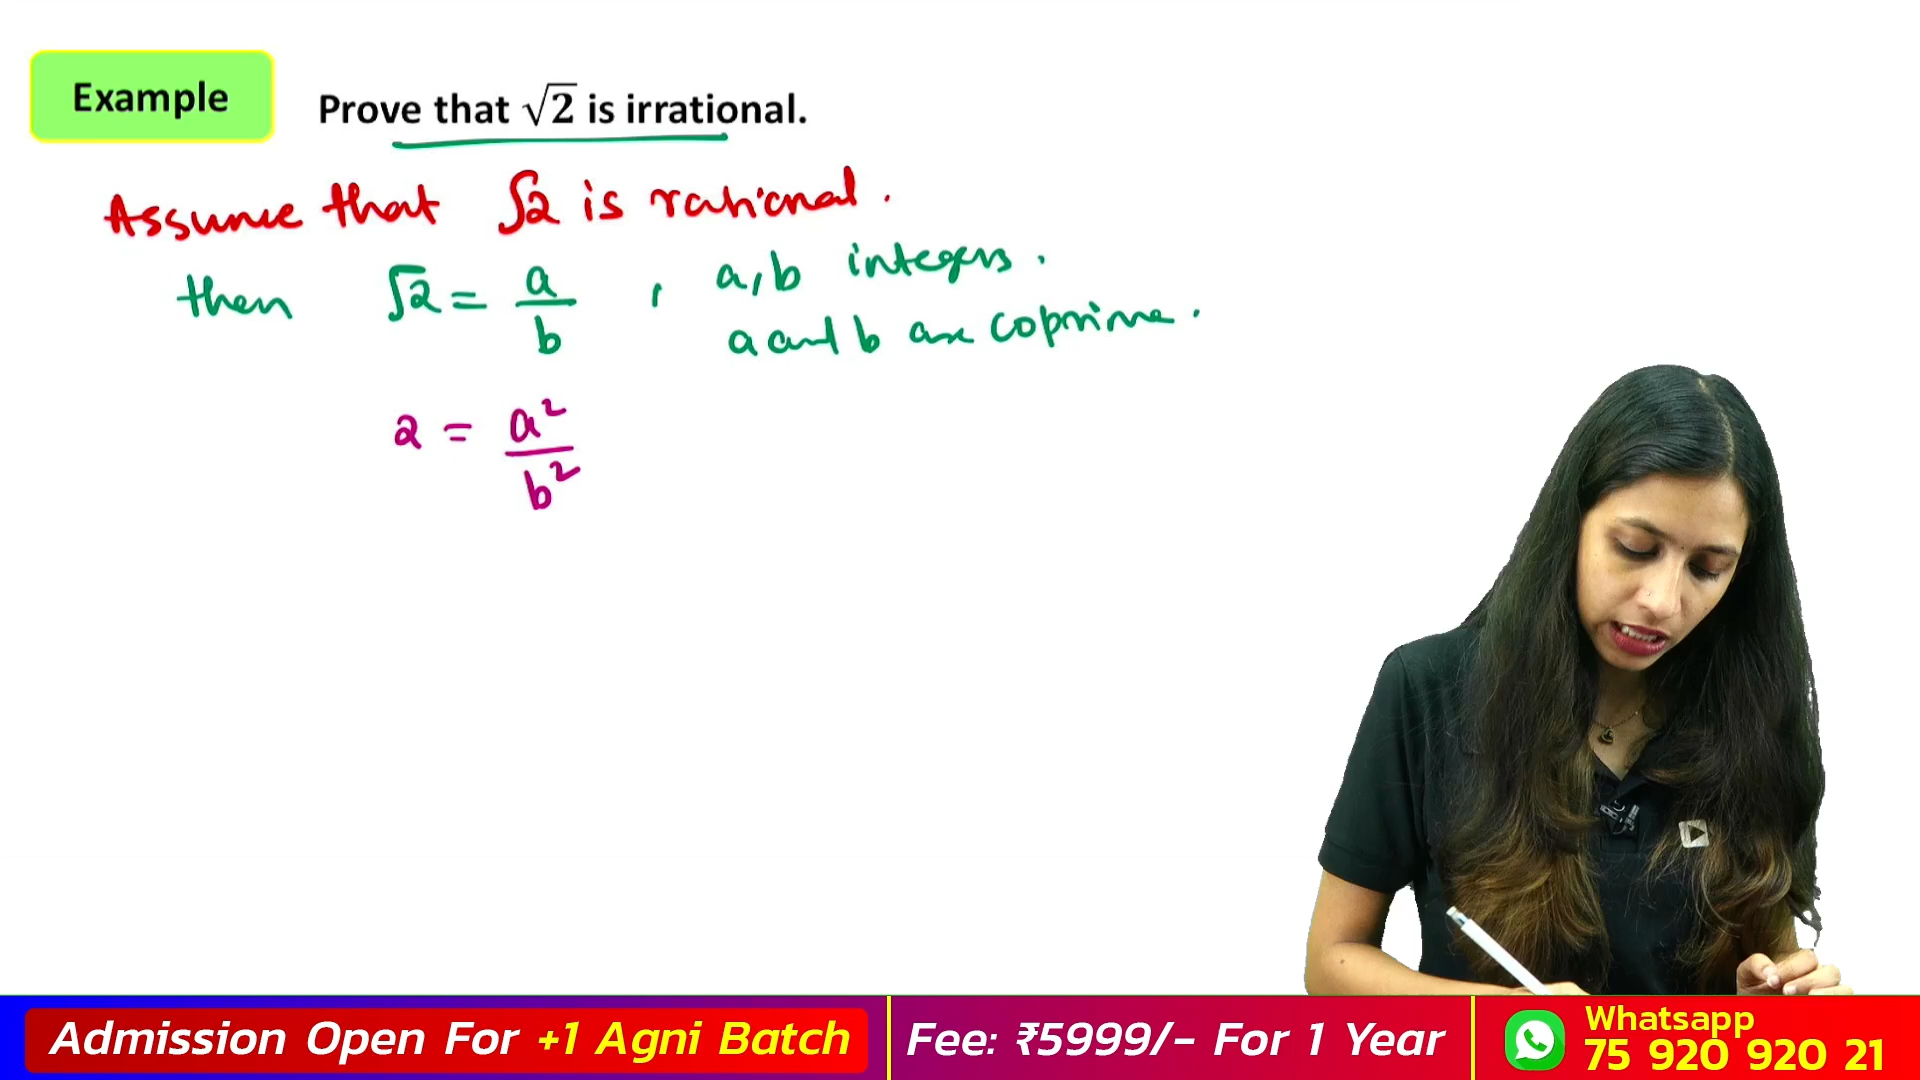 Example
Prove that √2 is irrational.
Assume that √2 is rational.
then √2 = a/b , a,b integers.
a and b are coprime.
2 = a²/b²
Admission Open For +1 Agni Batch
Fee: ₹5999/- For 1 Year
Whatsapp
75 920 920 21